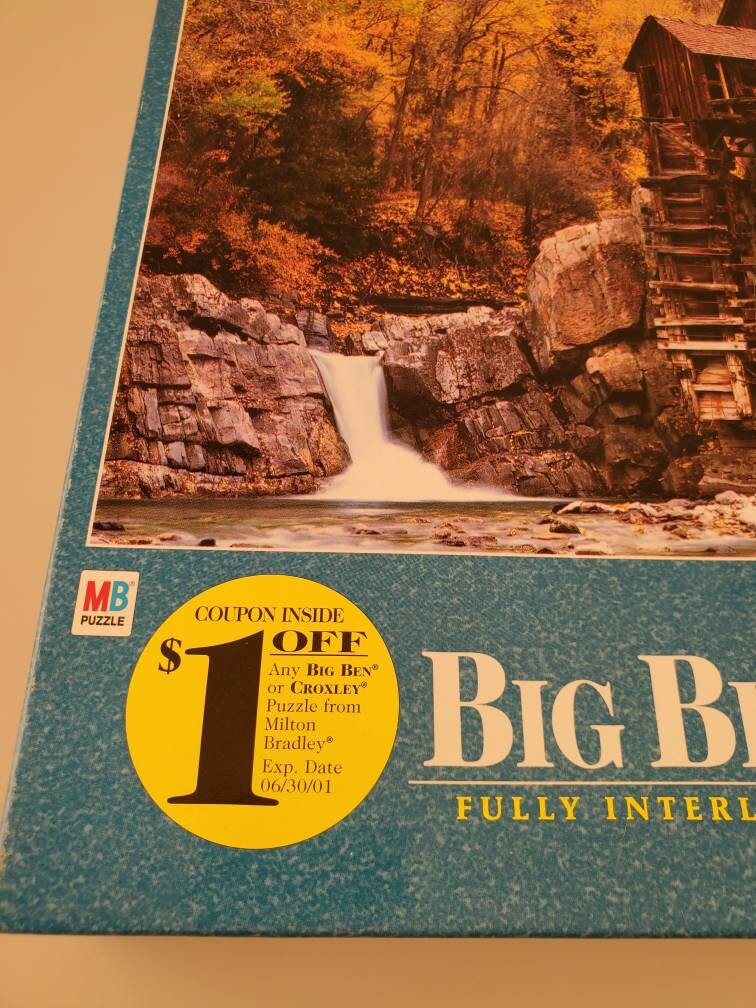 MB®
PUZZLE
COUPON INSIDE
$1 OFF
Any BIG BEN®
or CROXLEY®
Puzzle from
Milton
Bradley®
Exp. Date
06/30/01
BIG B
FULLY INTERL